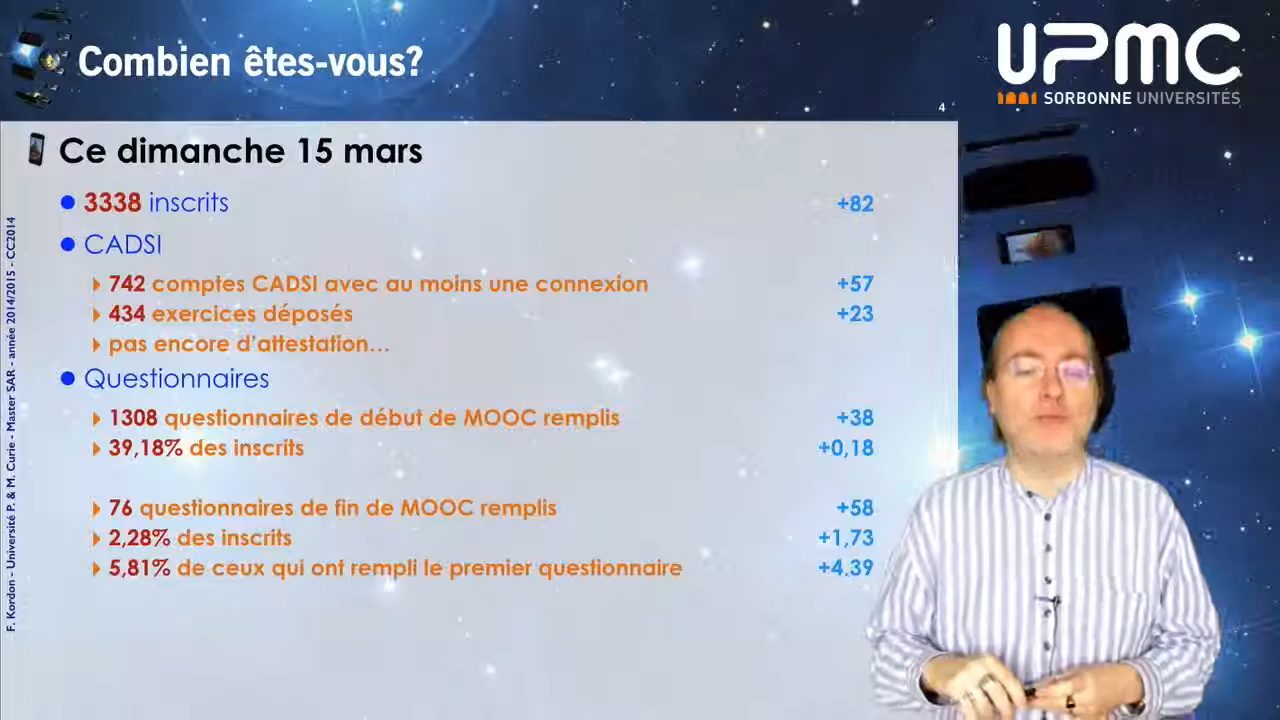 Combien êtes-vous?
UPMC
SORBONNE UNIVERSITÉS
4
Ce dimanche 15 mars
3338 inscrits +82
CADSI
742 comptes CADSI avec au moins une connexion +57
434 exercices déposés +23
pas encore d'attestation...
Questionnaires
1308 questionnaires de début de MOOC remplis +38
39,18% des inscrits +0,18
76 questionnaires de fin de MOOC remplis +58
2,28% des inscrits +1,73
5,81% de ceux qui ont rempli le premier questionnaire +4.39
F. Kordon - Université P. & M. Curie - Master SAR - année 2014/2015 - CC2014